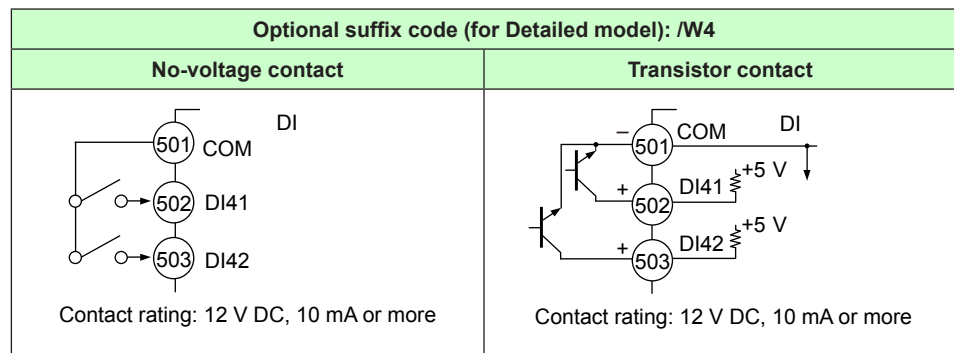 Optional suffix code (for Detailed model): /W4
No-voltage contact
Transistor contact
DI
501
COM
502
DI41
503
DI42
Contact rating: 12 V DC, 10 mA or more
–
501
COM
DI
+
502
DI41
+5 V
+
503
DI42
+5 V
Contact rating: 12 V DC, 10 mA or more